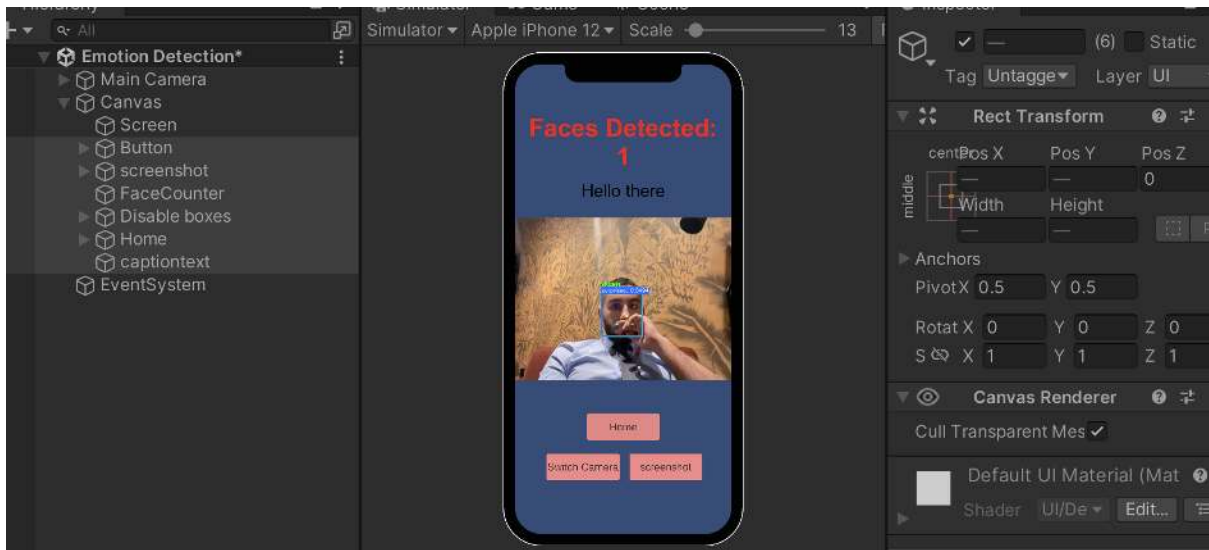 All
Emotion Detection*
Main Camera
Canvas
Screen
Button
screenshot
FaceCounter
Disable boxes
Home
captiontext
EventSystem
Simulator Apple iPhone 12 Scale 13
Faces Detected:
1
Hello there
Home
Switch Camera screenshot
— (6) Static
Tag Untagge Layer UI
Rect Transform
center Pos X Pos Y Pos Z
— — 0
middle
Width Height
— —
Anchors
Pivot X 0.5 Y 0.5
Rotat X 0 Y 0 Z 0
S X 1 Y 1 Z 1
Canvas Renderer
Cull Transparent Mes
Default UI Material (Mat
Shader UI/De Edit...